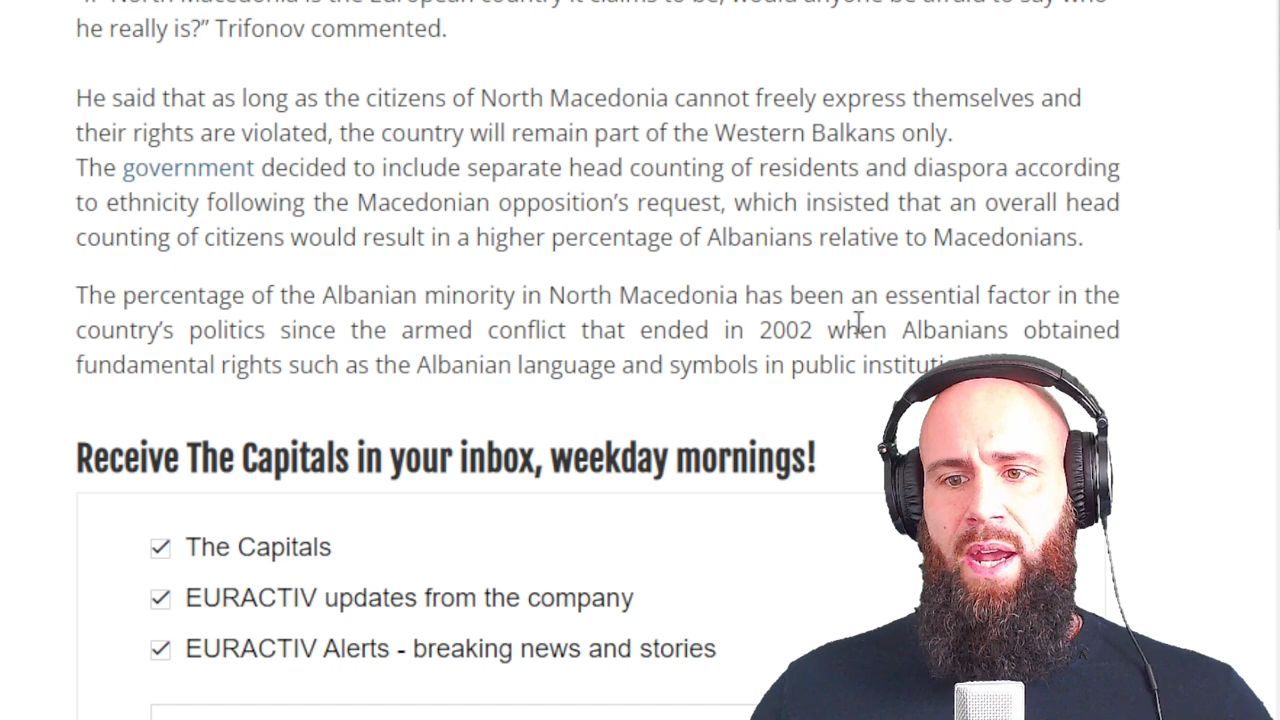 he really is?” Trifonov commented.
He said that as long as the citizens of North Macedonia cannot freely express themselves and
their rights are violated, the country will remain part of the Western Balkans only.
The government decided to include separate head counting of residents and diaspora according
to ethnicity following the Macedonian opposition’s request, which insisted that an overall head
counting of citizens would result in a higher percentage of Albanians relative to Macedonians.
The percentage of the Albanian minority in North Macedonia has been an essential factor in the
country’s politics since the armed conflict that ended in 2002 when Albanians obtained
fundamental rights such as the Albanian language and symbols in public
Receive The Capitals in your inbox, weekday mornings!
The Capitals
EURACTIV updates from the company
EURACTIV Alerts - breaking news and stories